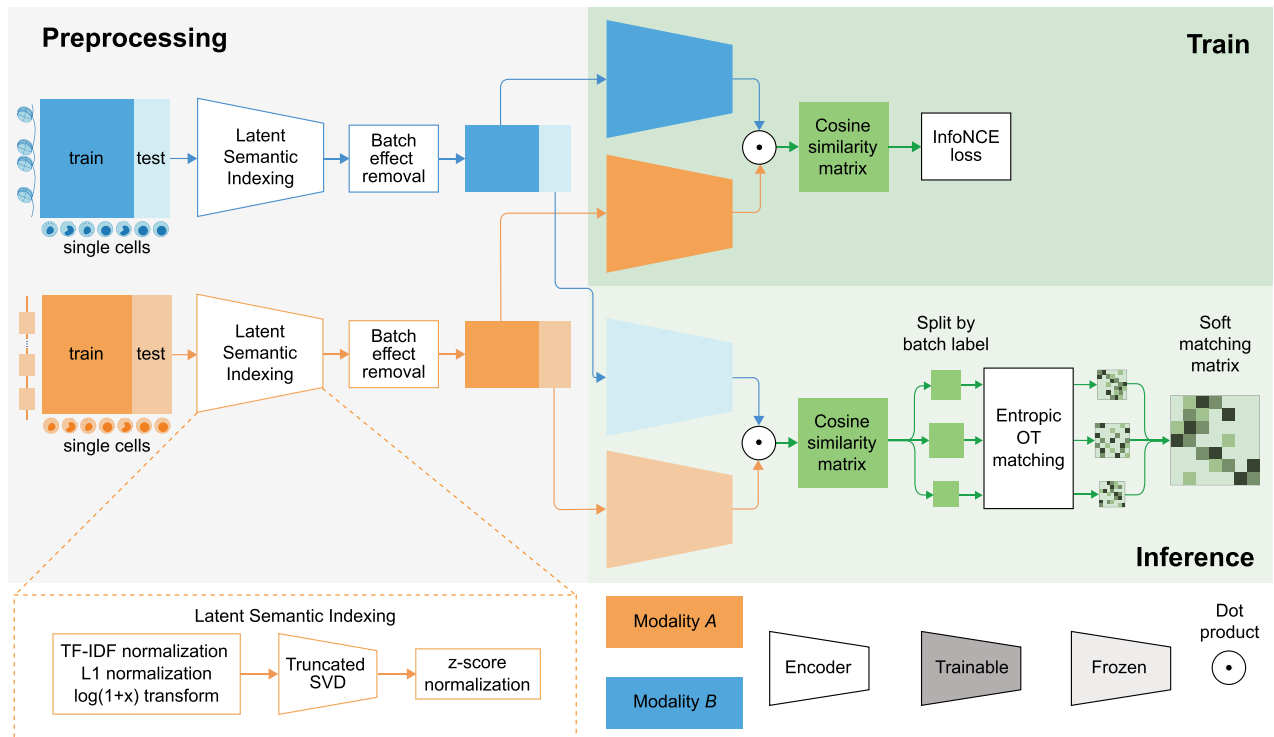 Preprocessing
train
test
single cells
Latent
Semantic
Indexing
Batch
effect
removal
train
test
single cells
Latent
Semantic
Indexing
Batch
effect
removal
Train
Cosine
similarity
matrix
InfoNCE
loss
Cosine
similarity
matrix
Split by
batch label
Entropic
OT
matching
Soft
matching
matrix
Inference
Latent Semantic Indexing
TF-IDF normalization
L1 normalization
log(1+x) transform
Truncated
SVD
z-score
normalization
Modality A
Modality B
Encoder
Trainable
Frozen
Dot
product